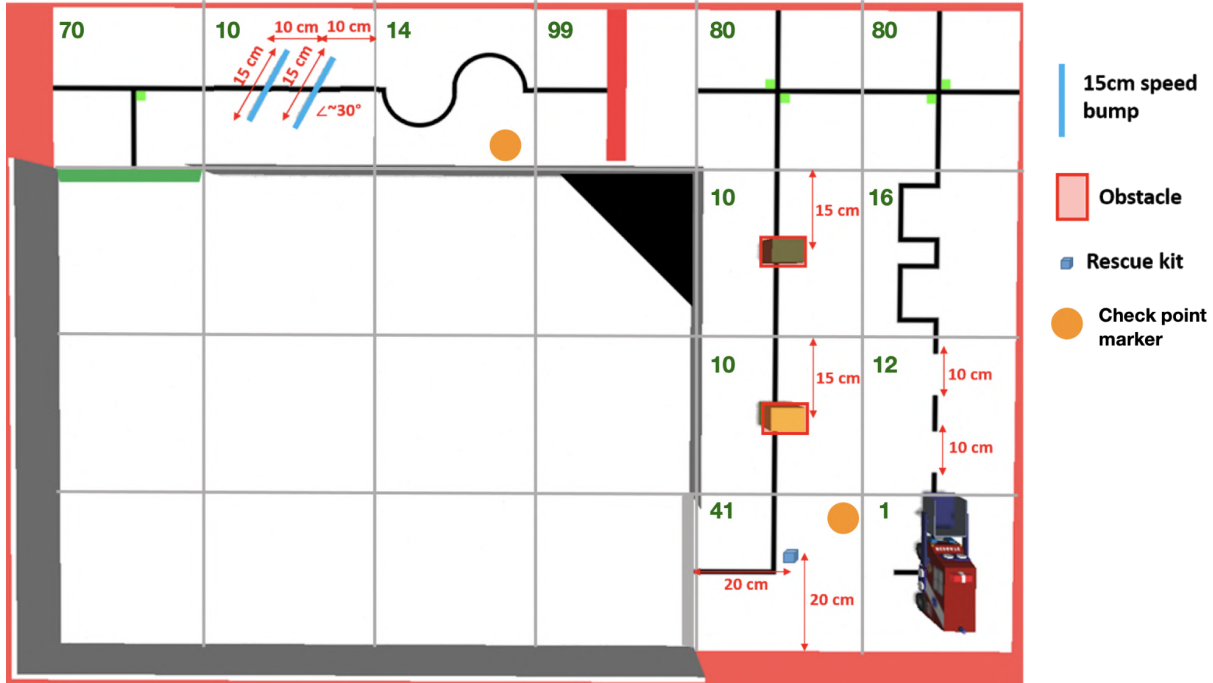 70
10
10 cm
10 cm
14
99
80
80
15 cm
15 cm
∠~30°
15cm speed
bump
10
15 cm
16
Obstacle
Rescue kit
Check point
marker
10
15 cm
12
10 cm
10 cm
41
1
20 cm
20 cm